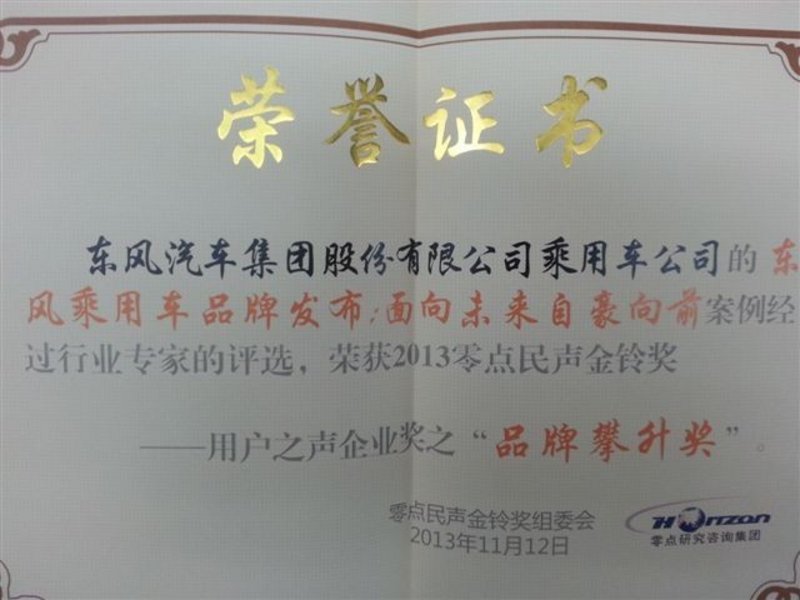 荣誉证书
东风汽车集团股份有限公司乘用车公司的东
风乘用车品牌发布:面向未来自豪向前案例经
过行业专家的评选，荣获2013零点民声金铃奖
——用户之声企业奖之“品牌攀升奖”。
零点民声金铃奖组委会
2013年11月12日
Horizon
零点研究咨询集团